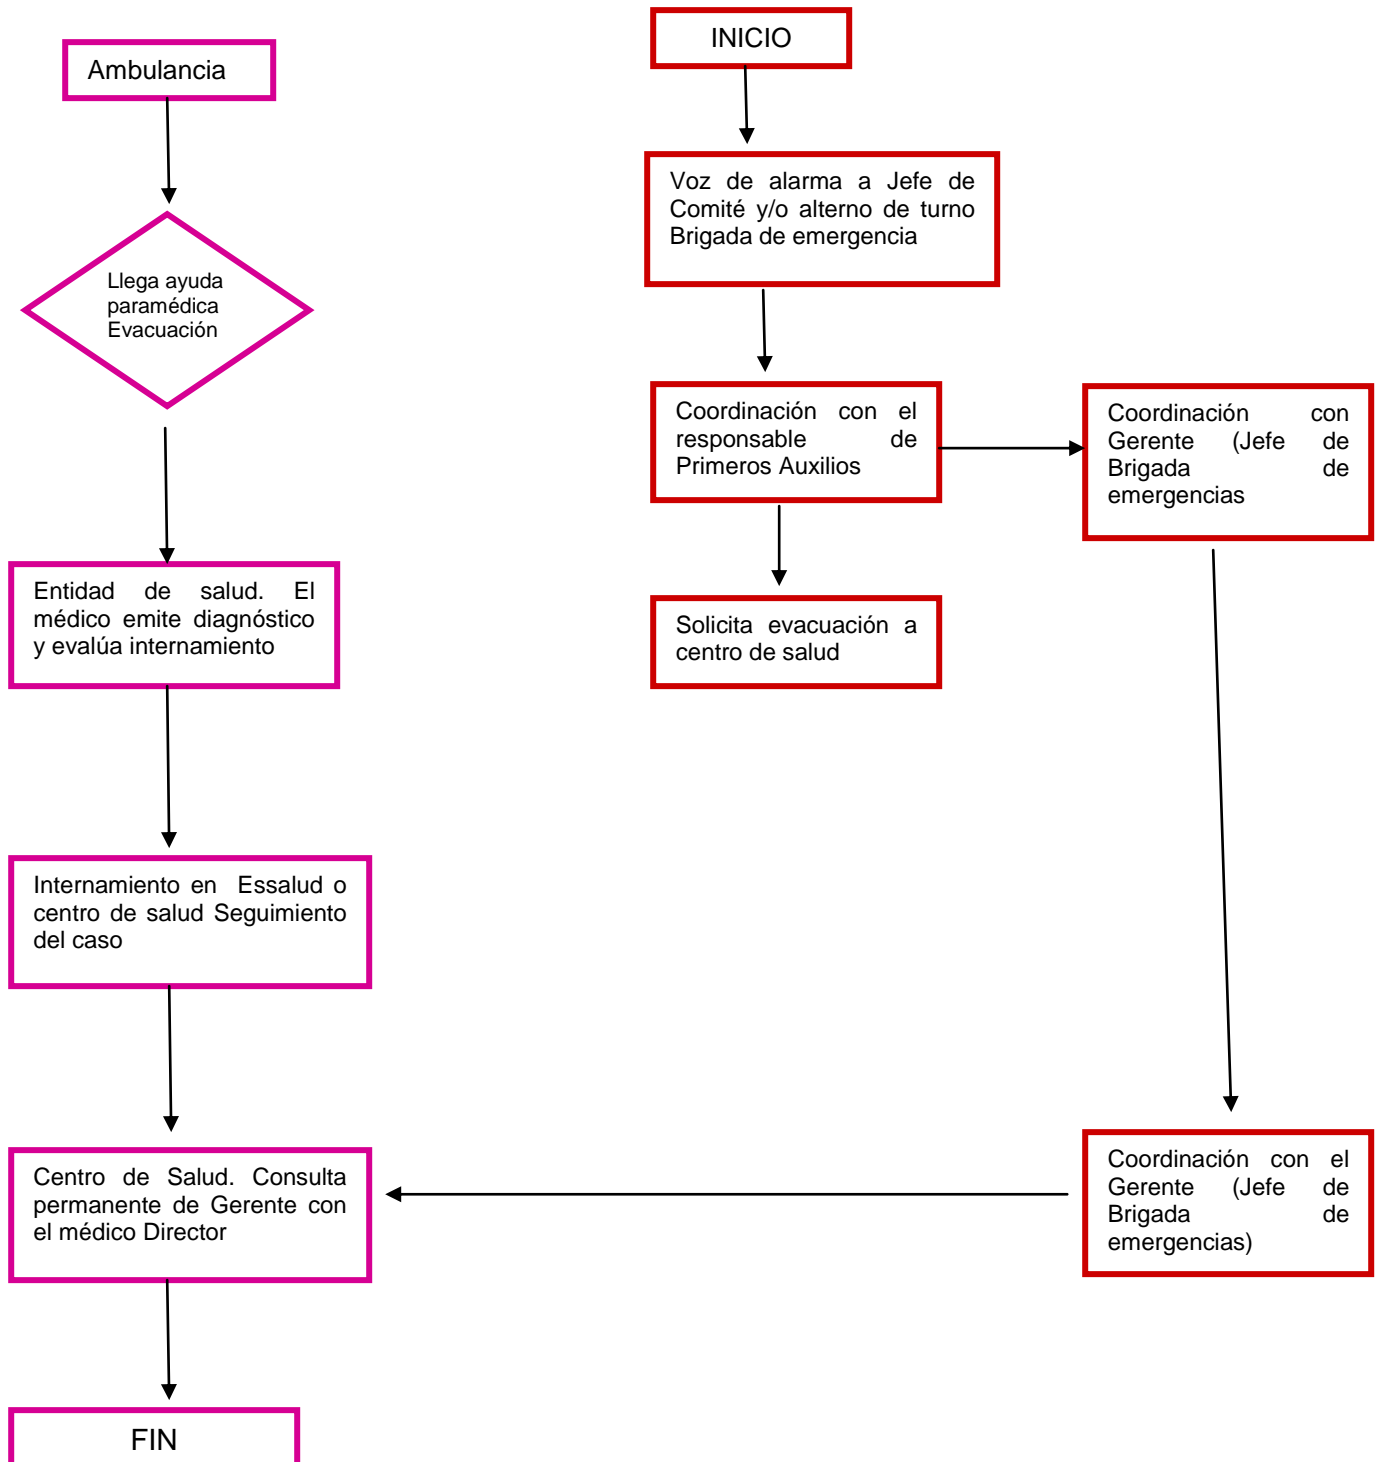 INICIO
Ambulancia
Voz de alarma a Jefe de
Comité y/o alterno de turno
Brigada de emergencia
Llega ayuda
paramédica
Evacuación
Coordinación con el
responsable de
Primeros Auxilios
Coordinación con
Gerente (Jefe de
Brigada de
emergencias
Entidad de salud. El
médico emite diagnóstico
y evalúa internamiento
Solicita evacuación a
centro de salud
Internamiento en Essalud o
centro de salud Seguimiento
del caso
Centro de Salud. Consulta
permanente de Gerente con
el médico Director
Coordinación con el
Gerente (Jefe de
Brigada de
emergencias)
FIN